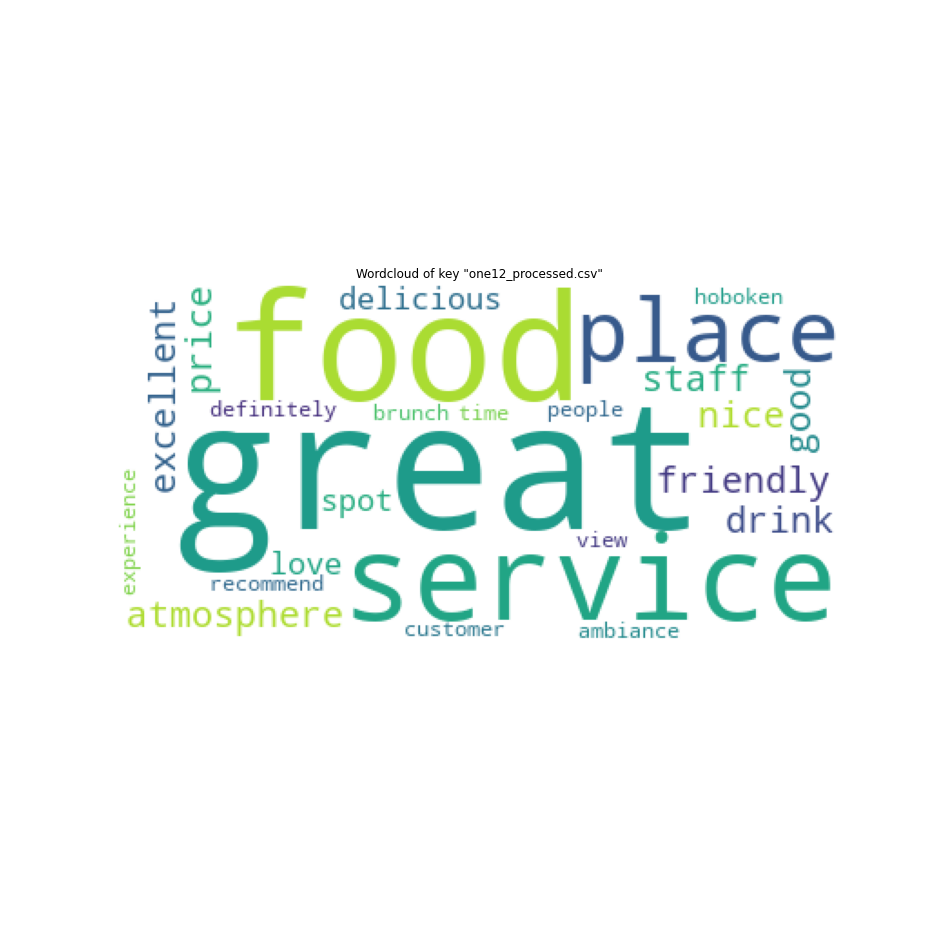 Wordcloud of key "one12_processed.csv"
food
delicious
place
hoboken
excellent
price
staff
good
definitely
brunch
time
people
nice
great
spot
friendly
drink
experience
view
love
service
recommend
atmosphere
customer
ambiance